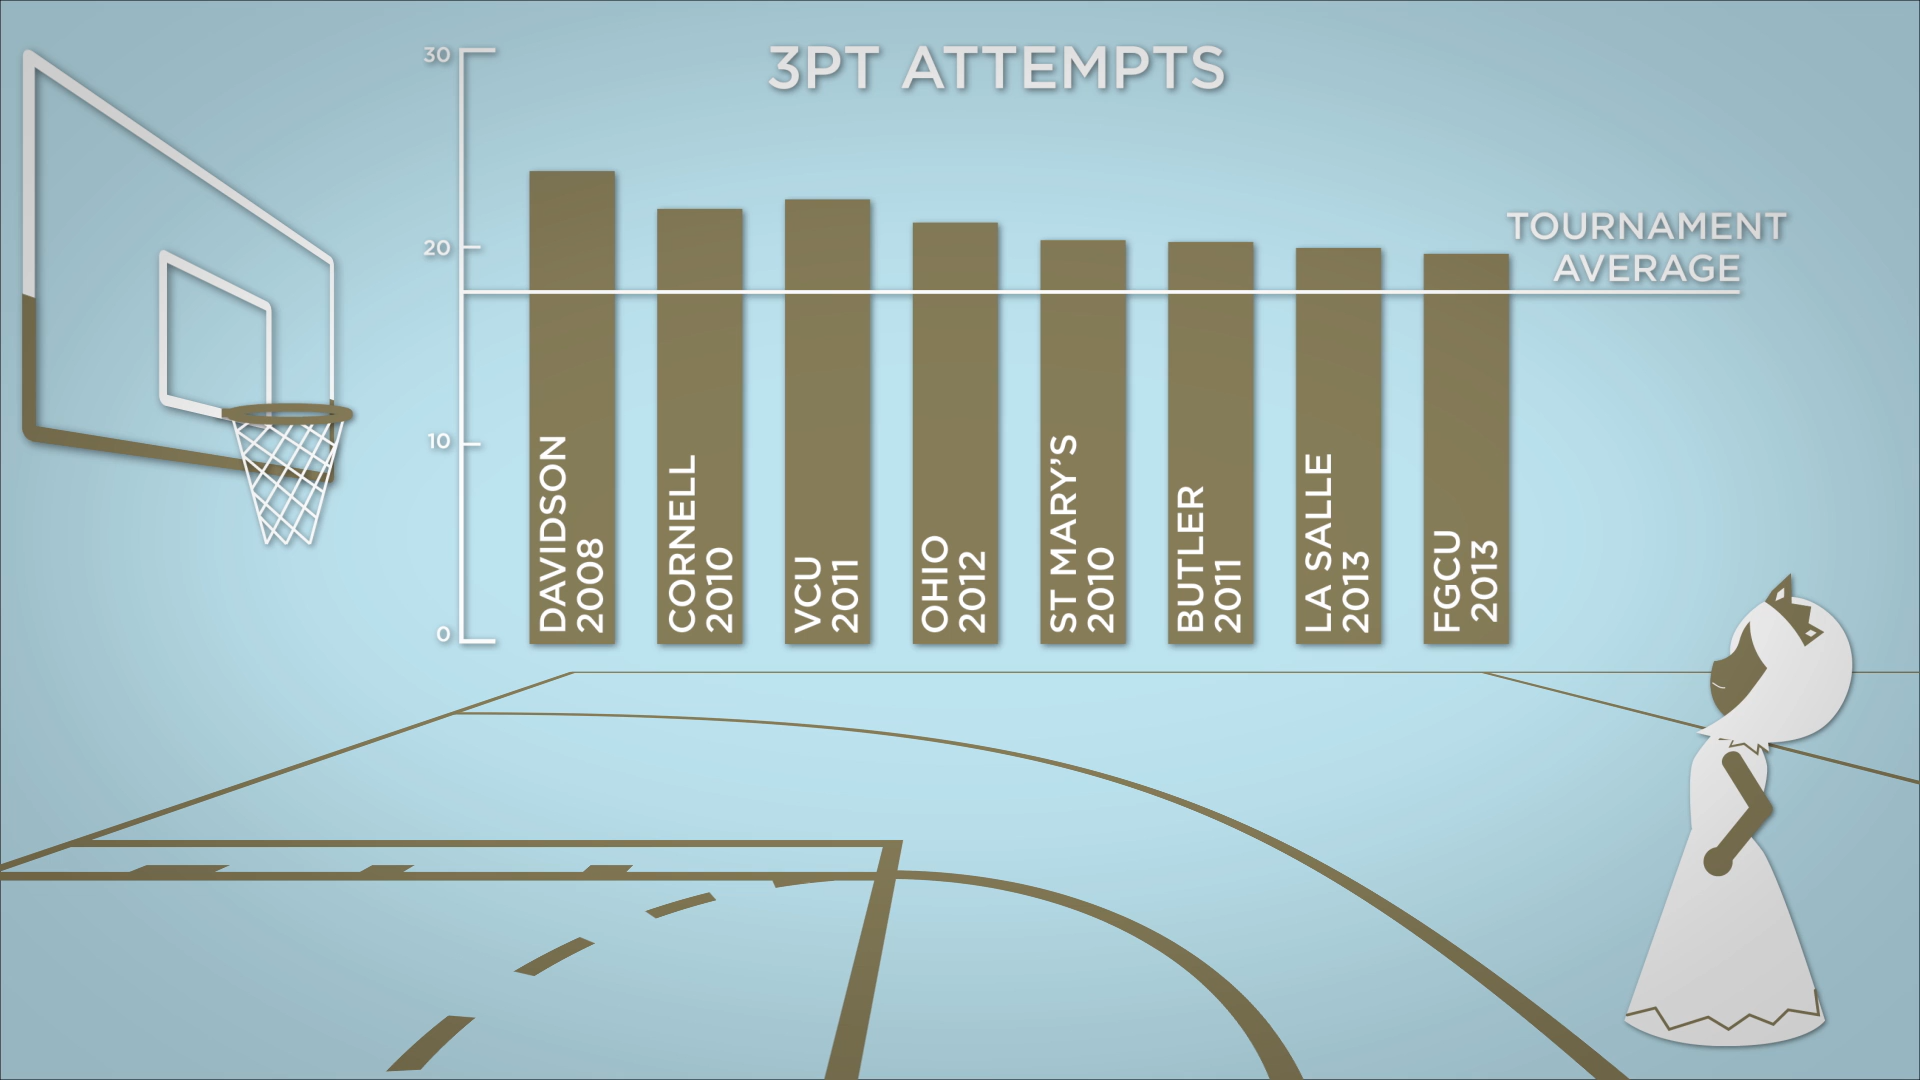 3PT ATTEMPTS
30
20
10
0
TOURNAMENT
AVERAGE
DAVIDSON
2008
CORNELL
2010
VCU
2011
OHIO
2012
ST MARY'S
2010
BUTLER
2011
LA SALLE
2013
FGCU
2013